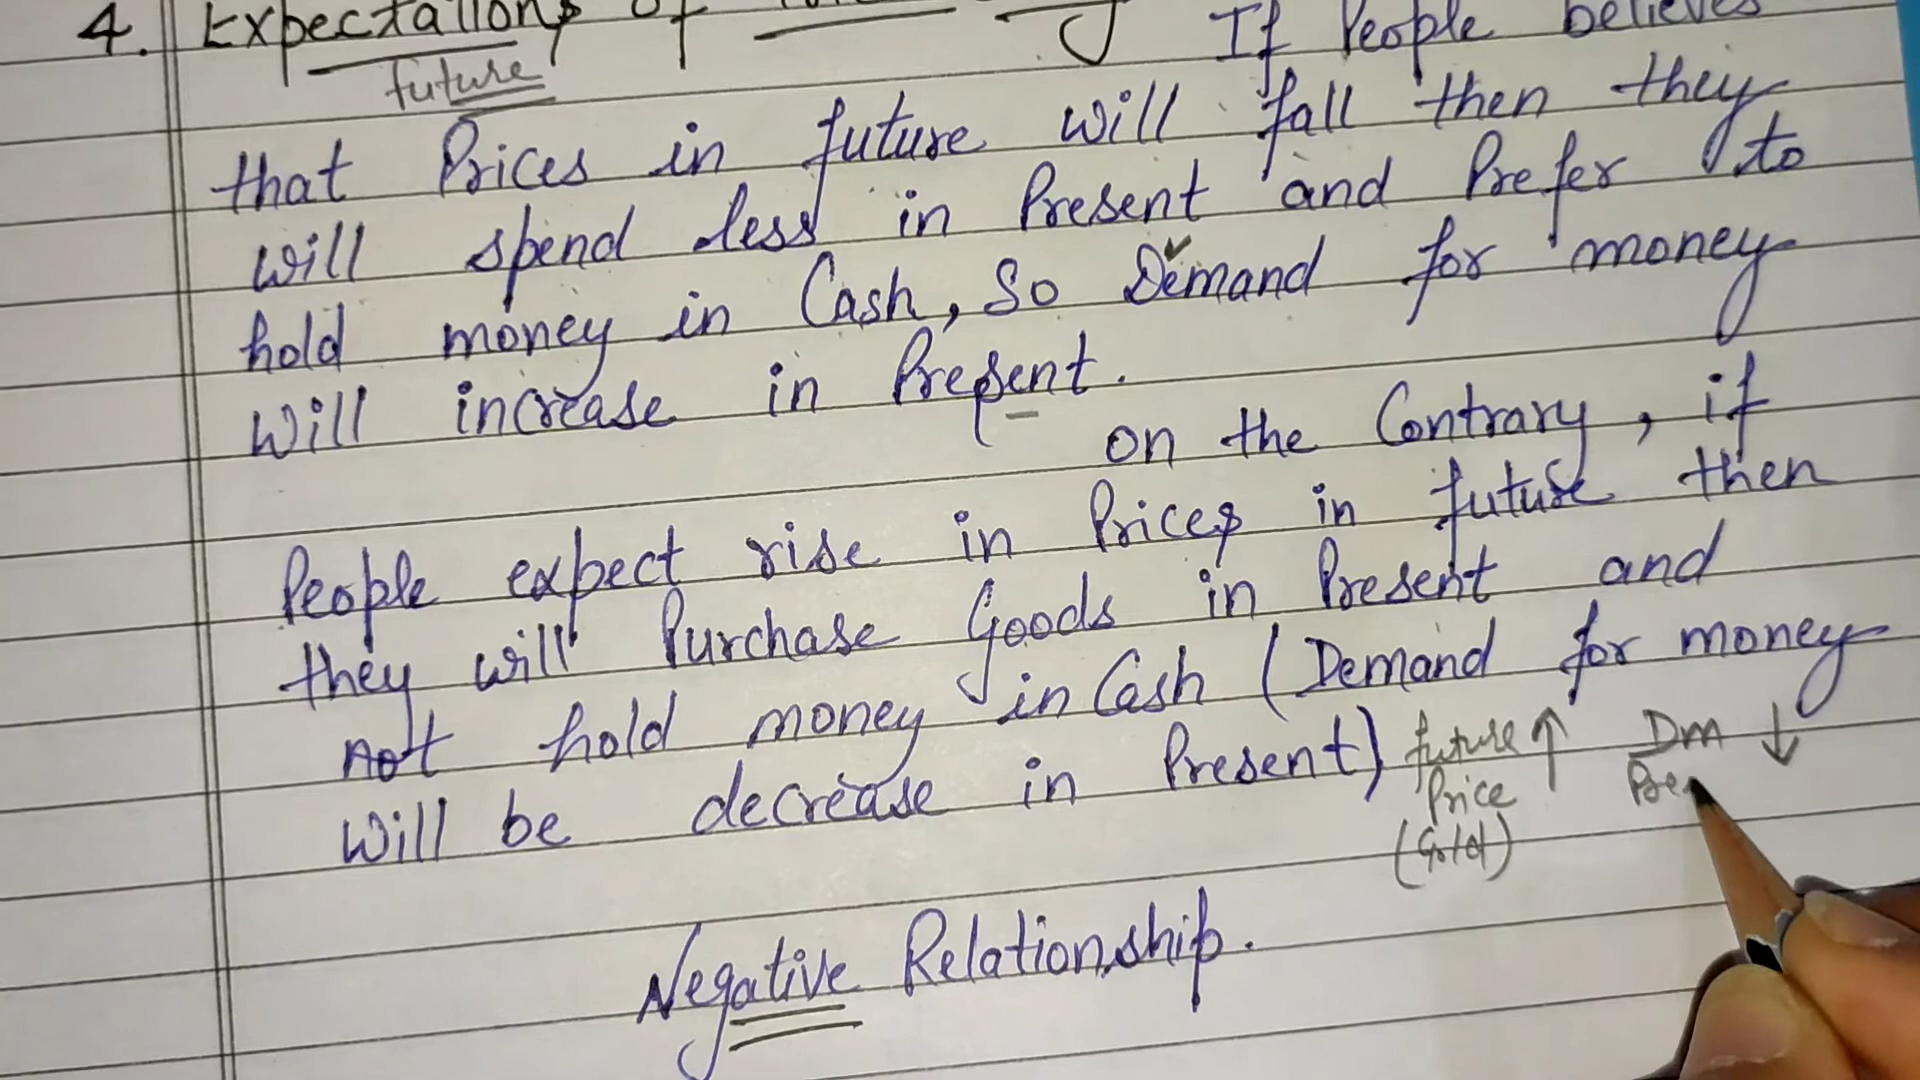 4. Expectations of If People believes
future
that Prices in future will fall then they
will spend less in Present and Prefer to
hold money in Cash, So Demand for money
will increase in Present.
on the Contrary, if
People expect rise in Prices in future then
they will Purchase Goods in Present and
not hold money in Cash (Demand for money
will be decrease in Present) future ↑ Dm ↓
Price Pre
(Gold)
Negative Relationship.